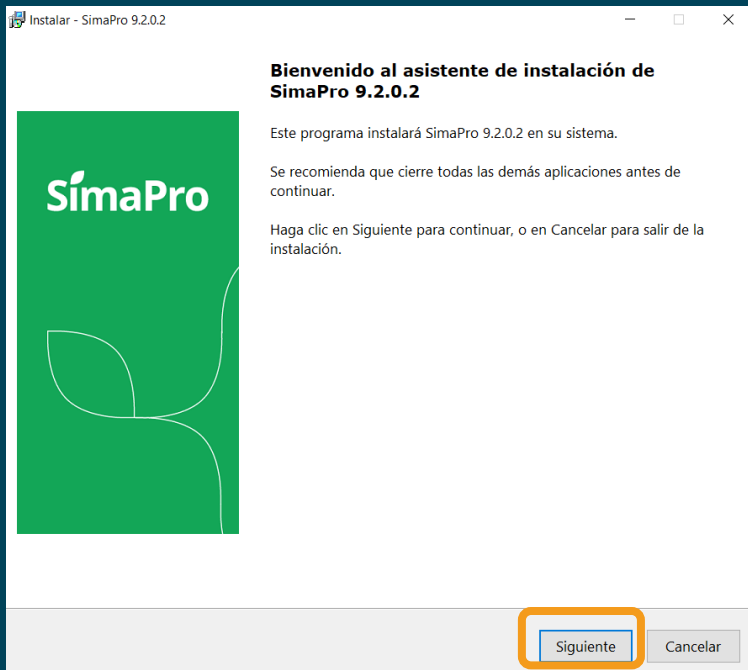 Instalar - SimaPro 9.2.0.2
Bienvenido al asistente de instalación de
SimaPro 9.2.0.2
Este programa instalará SimaPro 9.2.0.2 en su sistema.
Se recomienda que cierre todas las demás aplicaciones antes de
continuar.
Haga clic en Siguiente para continuar, o en Cancelar para salir de la
instalación.
SimaPro
Siguiente
Cancelar